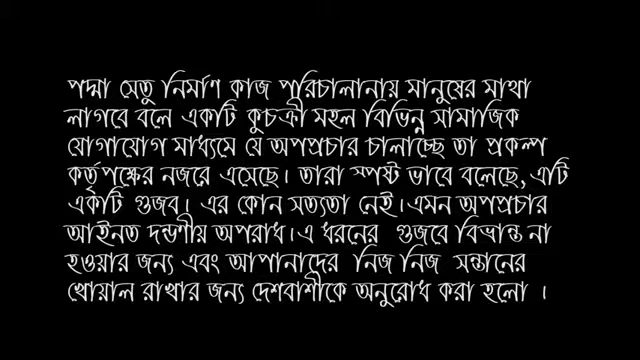 পদ্মা সেতু নির্মাণ কাজ পরিচালানায় মানুষের মাথা
লাগবে বলে একটি কুচক্রী মহল বিভিন্ন সামাজিক
যোগাযোগ মাধ্যমে যে অপপ্রচার চালাচ্ছে তা প্রকল্প
কর্তৃপক্ষের নজরে এসেছে। তারা স্পষ্ট ভাবে বলেছে, এটি
একটি গুজব। এর কোন সত্যতা নেই।এমন অপপ্রচার
আইনত দন্ডণীয় অপরাধ।এ ধরনের গুজবে বিভ্রান্ত না
হওয়ার জন্য এবং আপানাদের নিজ নিজ সন্তানের
খোয়াল রাখার জন্য দেশবাশীকে অনুরোধ করা হলো ।